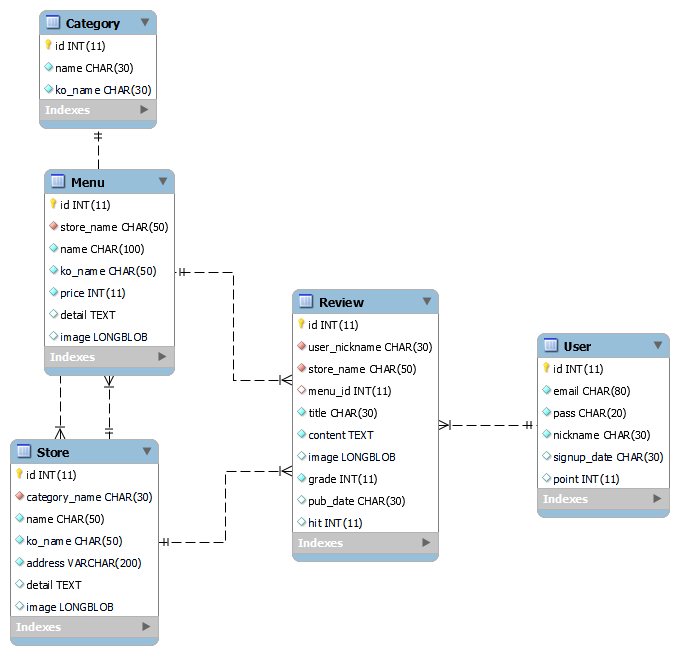 Category
id INT(11)
name CHAR(30)
ko_name CHAR(30)
Indexes
Menu
id INT(11)
store_name CHAR(50)
name CHAR(100)
ko_name CHAR(50)
price INT(11)
detail TEXT
image LONGBLOB
Indexes
Store
id INT(11)
category_name CHAR(30)
name CHAR(50)
ko_name CHAR(50)
address VARCHAR(200)
detail TEXT
image LONGBLOB
Indexes
Review
id INT(11)
user_nickname CHAR(30)
store_name CHAR(50)
menu_id INT(11)
title CHAR(30)
content TEXT
image LONGBLOB
grade INT(11)
pub_date CHAR(30)
hit INT(11)
Indexes
User
id INT(11)
email CHAR(80)
pass CHAR(20)
nickname CHAR(30)
signup_date CHAR(30)
point INT(11)
Indexes